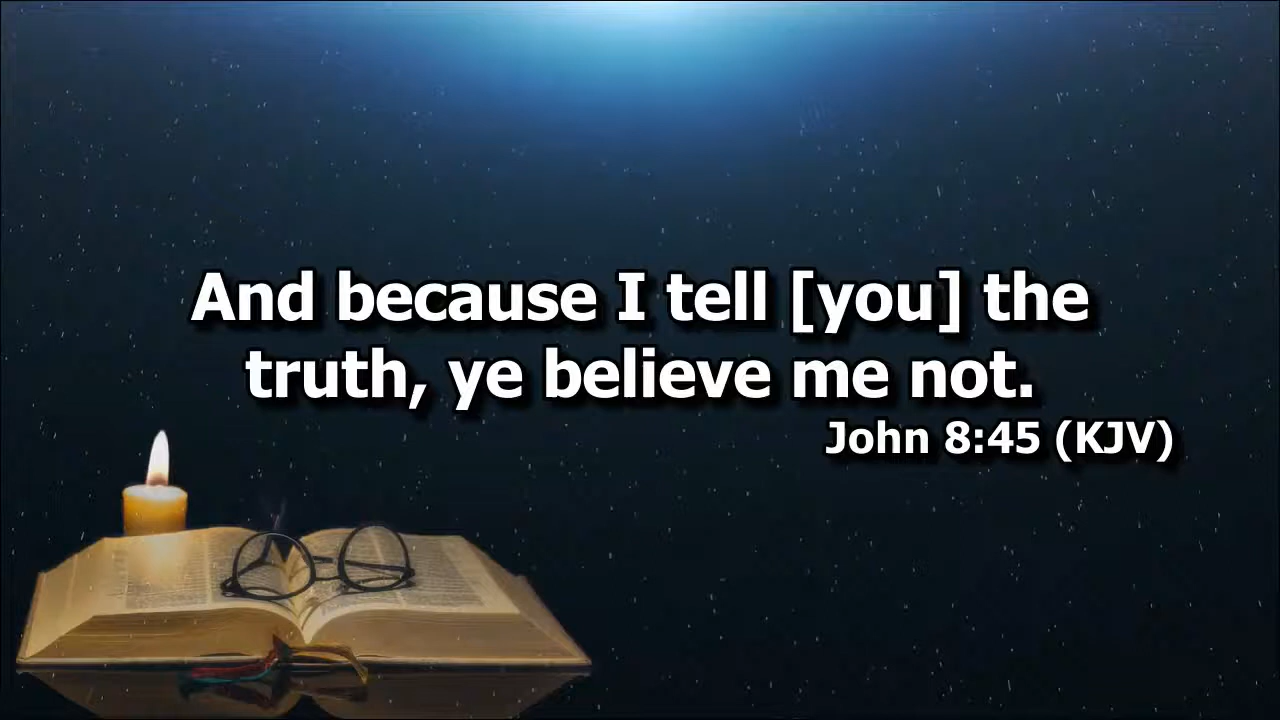 And because I tell [you] the
truth, ye believe me not.
John 8:45 (KJV)